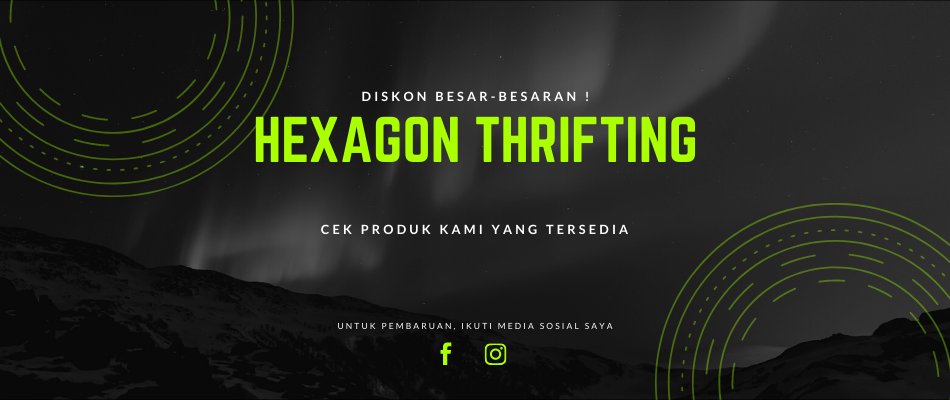 DISKON BESAR-BESARAN !
HEXAGON THRIFTING
CEK PRODUK KAMI YANG TERSEDIA
UNTUK PEMBARUAN, IKUTI MEDIA SOSIAL SAYA